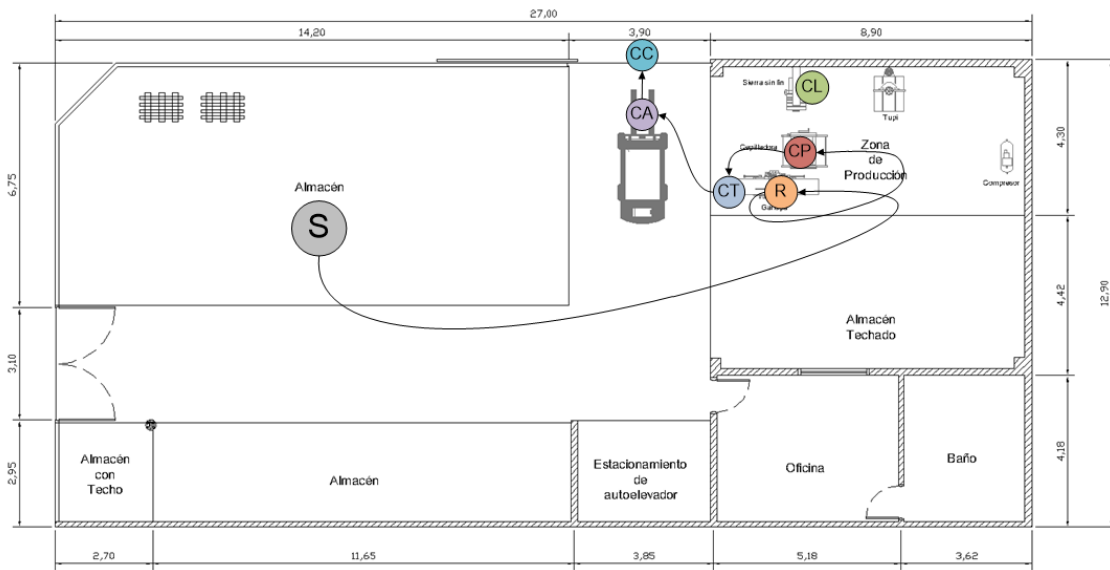 27,00
14,20
3,90
8,90
CC
Sierra sin fin
CL
Tupi
CA
4,30
Cepilladora
CP
Zona
de
Producción
Compresor
6,75
Almacén
CT
R
S
12,90
Almacén
Techado
4,42
3,10
Almacén
con
Techo
Almacén
Estacionamiento
de
autoelevador
Oficina
Baño
2,95
4,18
2,70
11,65
3,85
5,18
3,62